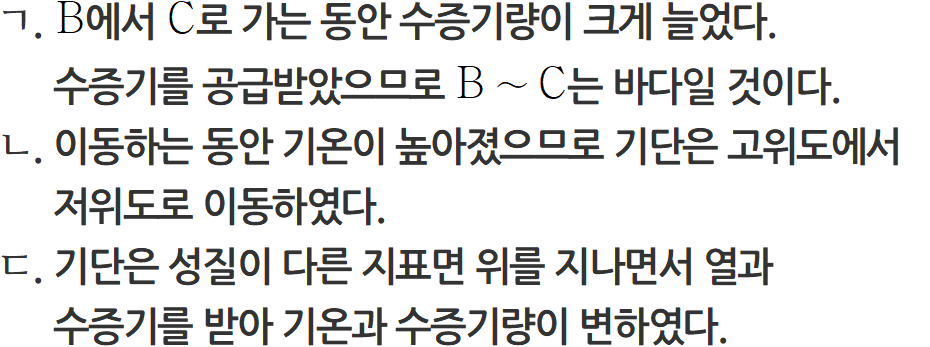 ㄱ. B에서 C로 가는 동안 수증기량이 크게 늘었다.
수증기를 공급받았으므로 B ~ C는 바다일 것이다.
ㄴ. 이동하는 동안 기온이 높아졌으므로 기단은 고위도에서
저위도로 이동하였다.
ㄷ. 기단은 성질이 다른 지표면 위를 지나면서 열과
수증기를 받아 기온과 수증기량이 변하였다.